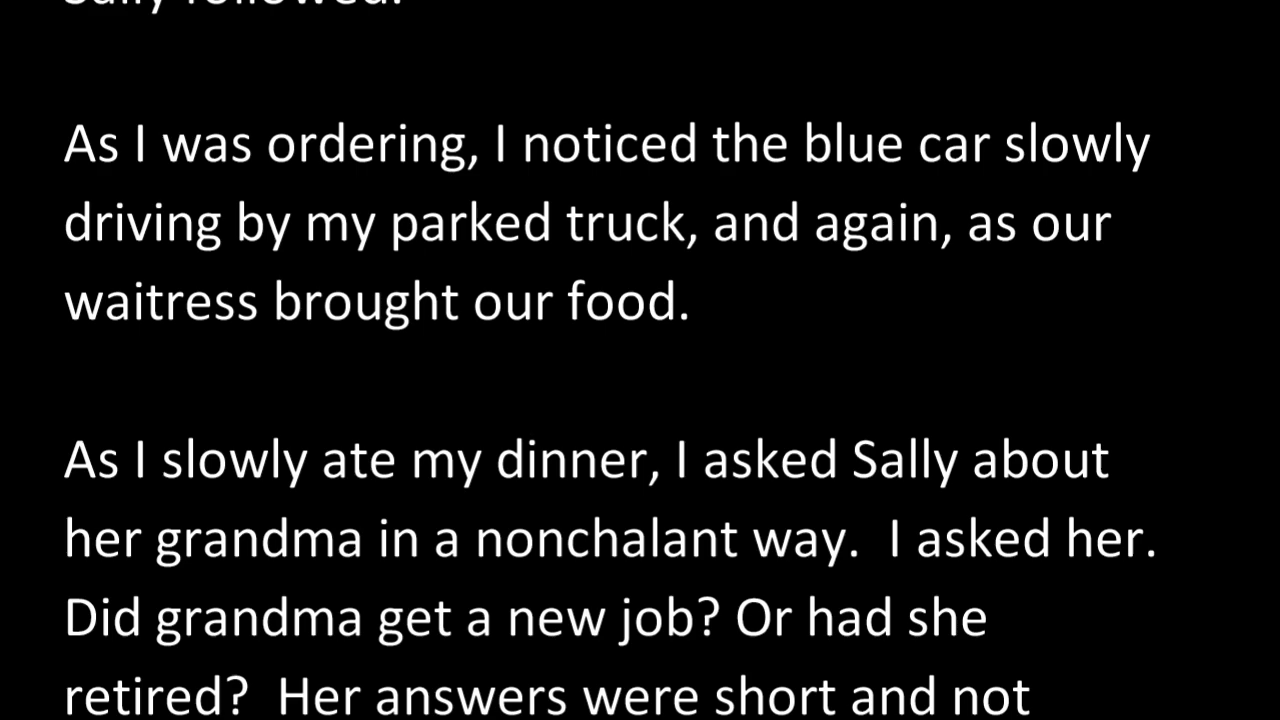 Sally followed.
As I was ordering, I noticed the blue car slowly
driving by my parked truck, and again, as our
waitress brought our food.
As I slowly ate my dinner, I asked Sally about
her grandma in a nonchalant way.  I asked her.
Did grandma get a new job? Or had she
retired?  Her answers were short and not